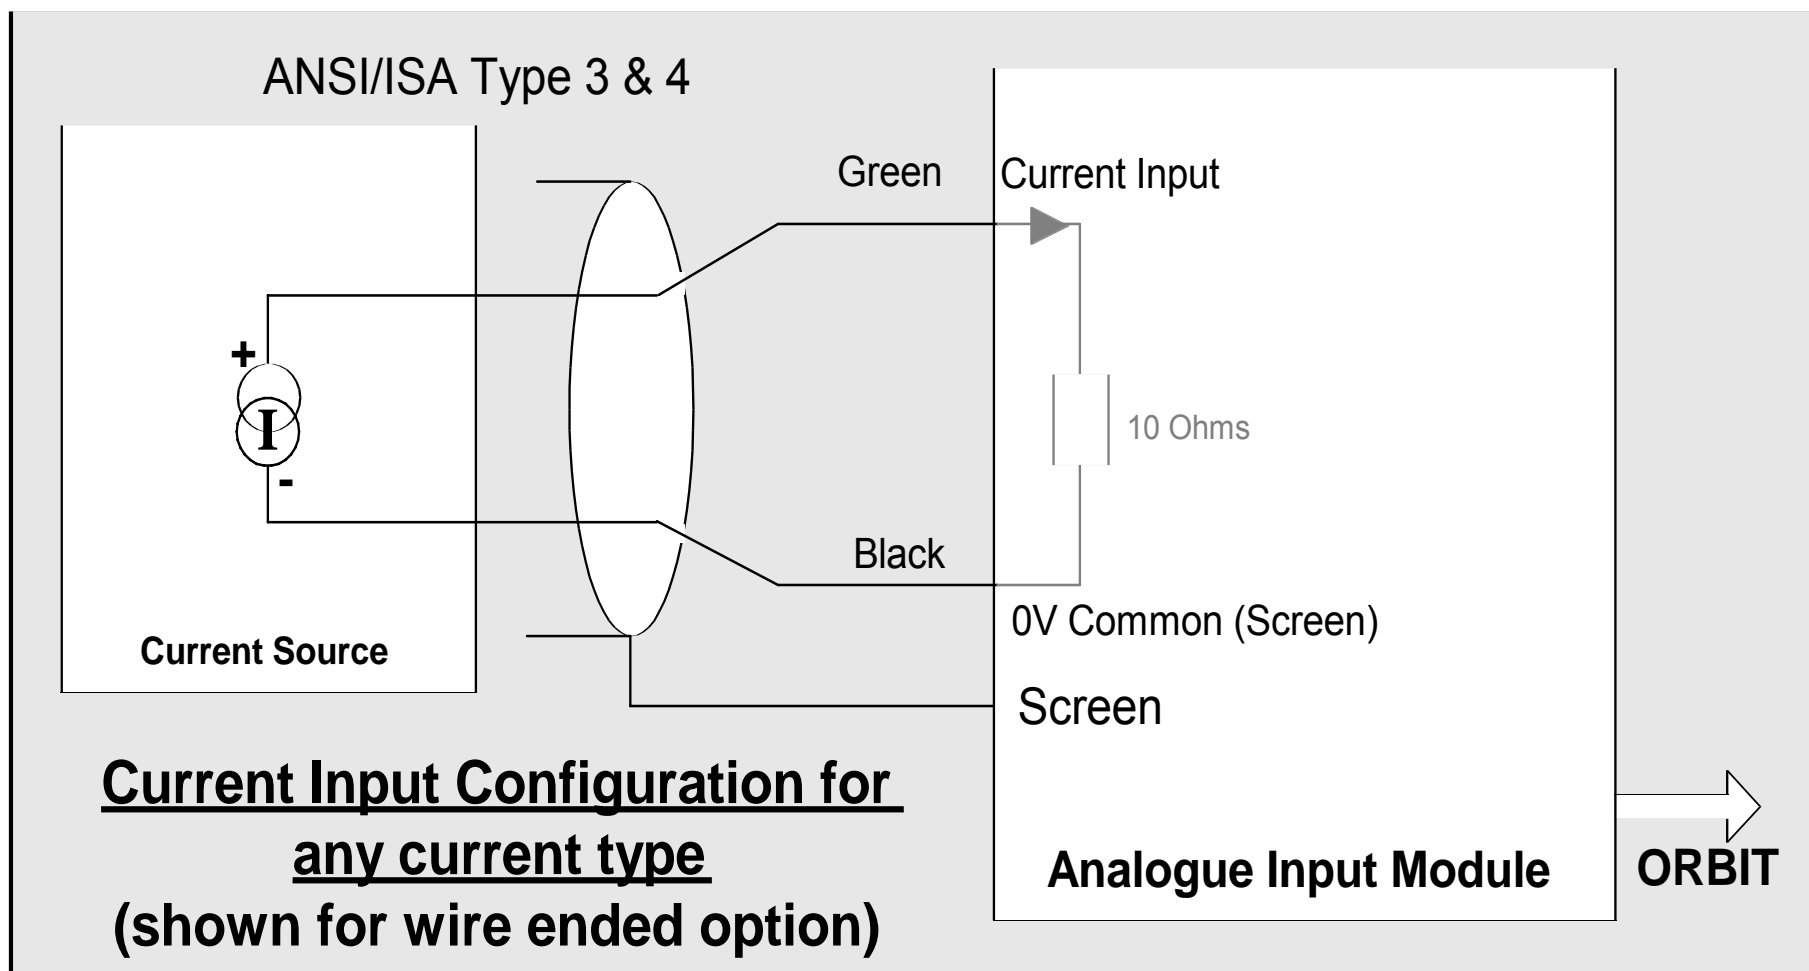 ANSI/ISA Type 3 & 4
Green
Current Input
+
I
-
10 Ohms
Black
0V Common (Screen)
Current Source
Screen
Current Input Configuration for
any current type
(shown for wire ended option)
Analogue Input Module
ORBIT